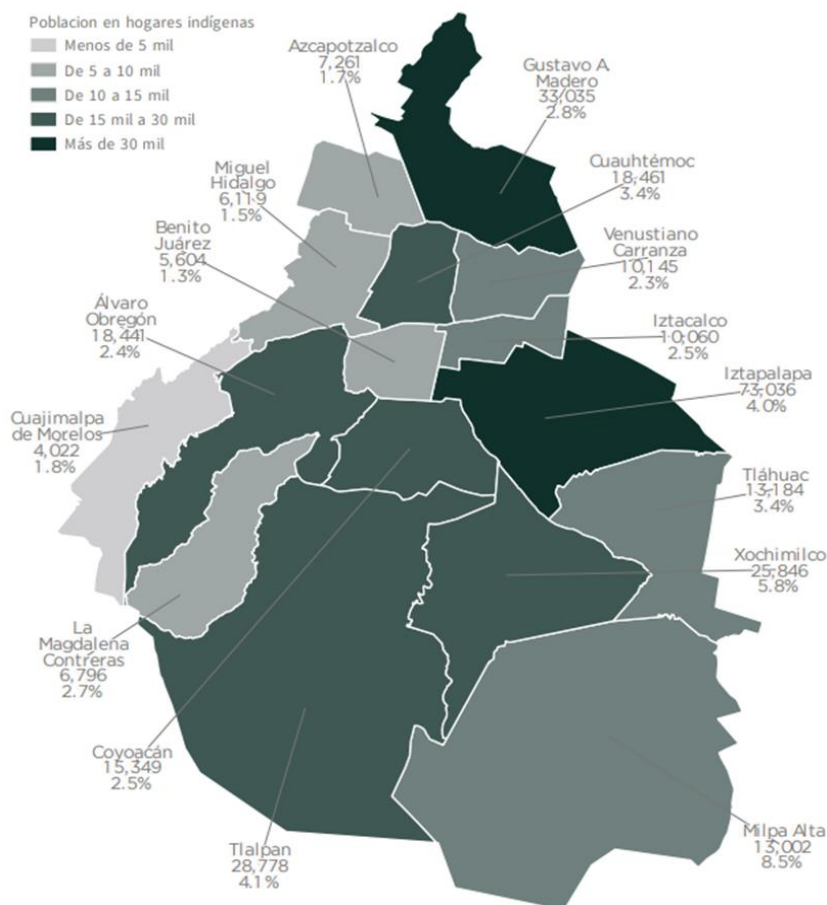 Poblacion en hogares indígenas
Menos de 5 mil
De 5 a 10 mil
De 10 a 15 mil
De 15 mil a 30 mil
Más de 30 mil
Azcapotzalco
7,261
1.7%
Gustavo A.
Madero
33,035
2.8%
Miguel
Hidalgo
6,119
1.5%
Cuauhtémoc
18,461
3.4%
Benito
Juárez
5,604
1.3%
Venustiano
Carranza
10,145
2.3%
Álvaro
Obregón
18,441
2.4%
Iztacalco
10,060
2.5%
Iztapalapa
73,036
4.0%
Cuajimalpa
de Morelos
4,022
1.8%
Tláhuac
13,184
3.4%
Xochimilco
25,846
5.8%
La
Magdalena
Contreras
6,796
2.7%
Coyoacán
15,349
2.5%
Tlalpan
28,778
4.1%
Milpa Alta
13,002
8.5%